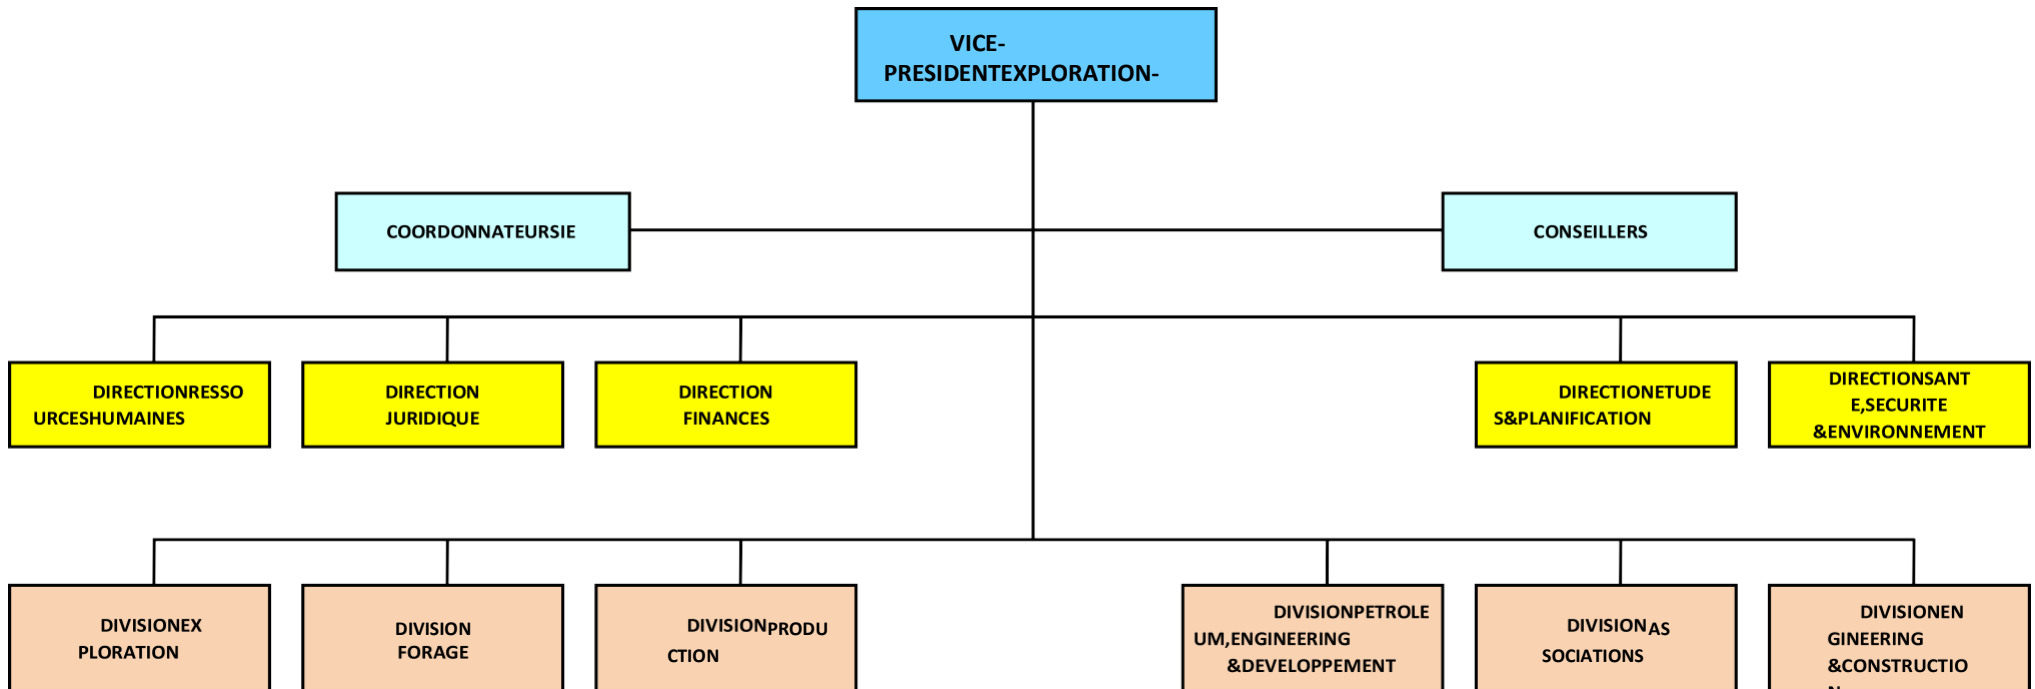 VICE-
PRESIDENTEXPLORATION-
COORDONNATEURSIE
CONSEILLERS
DIRECTIONRESSO
URCESHUMAINES
DIRECTION
JURIDIQUE
DIRECTION
FINANCES
DIRECTIONETUDE
S&PLANIFICATION
DIRECTIONSANT
E,SECURITE
&ENVIRONNEMENT
DIVISIONEX
PLORATION
DIVISION
FORAGE
DIVISIONPRODU
CTION
DIVISIONPETROLE
UM,ENGINEERING
&DEVELOPPEMENT
DIVISIONAS
SOCIATIONS
DIVISIONEN
GINEERING
&CONSTRUCTIO